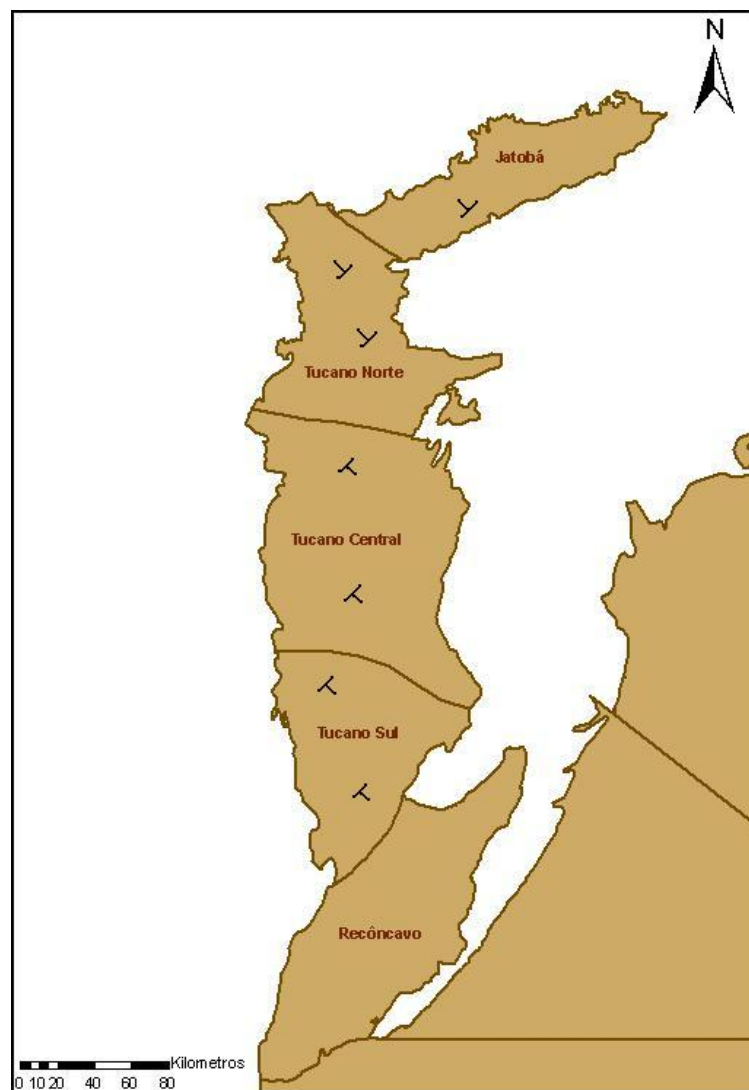 N
Jatobá
Tucano Norte
Tucano Central
Tucano Sul
Recôncavo
Kilometros
0 10 20 40 60 80